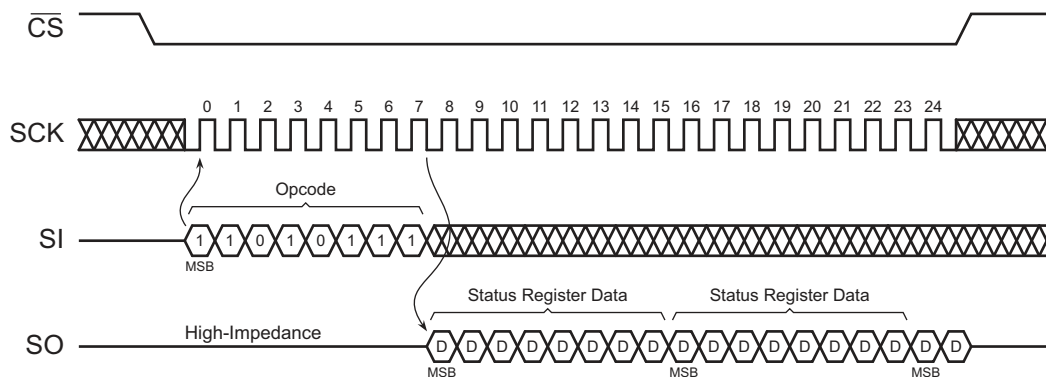 CS
0 1 2 3 4 5 6 7 8 9 10 11 12 13 14 15 16 17 18 19 20 21 22 23 24
SCK
Opcode
SI 1 1 0 1 0 1 1 1
MSB
Status Register Data Status Register Data
SO High-Impedance D D D D D D D D D D D D D D D D D D
MSB MSB MSB